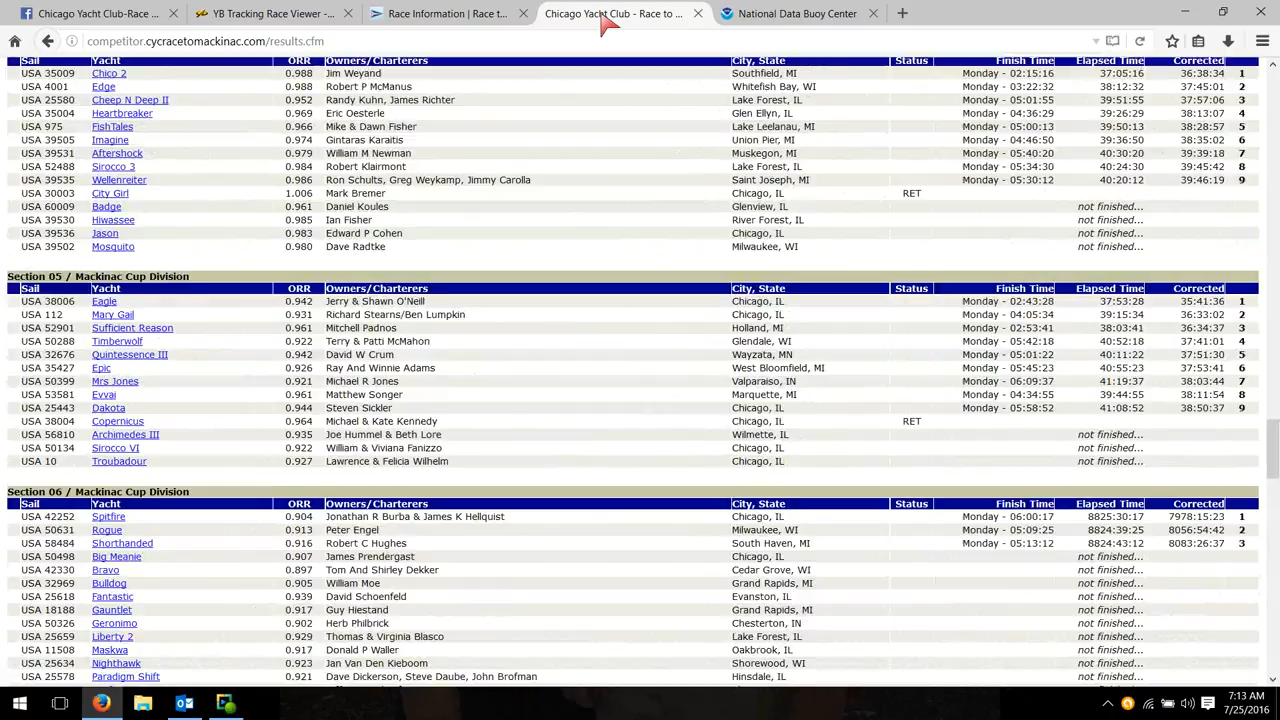 Chicago Yacht Club-Race ...
YB Tracking Race Viewer - ...
Race Information | Race t...
Chicago Yacht Club - Race to ...
National Data Buoy Center
competitor.cycracetomackinac.com/results.cfm
Sail Yacht ORR Owners/Charterers City, State Status Finish Time Elapsed Time Corrected
USA 35009 Chico 2 0.988 Jim Weyand Southfield, MI Monday - 02:15:16 37:05:16 36:38:34 1
USA 4001 Edge 0.988 Robert P McManus Whitefish Bay, WI Monday - 03:22:32 38:12:32 37:45:01 2
USA 25580 Cheep N Deep II 0.952 Randy Kuhn, James Richter Lake Forest, IL Monday - 05:01:55 39:51:55 37:57:06 3
USA 35004 Heartbreaker 0.969 Eric Oesterle Glen Ellyn, IL Monday - 04:36:29 39:26:29 38:13:07 4
USA 975 FishTales 0.966 Mike & Dawn Fisher Lake Leelanau, MI Monday - 05:00:13 39:50:13 38:28:57 5
USA 39505 Imagine 0.974 Gintaras Karaitis Union Pier, MI Monday - 04:46:50 39:36:50 38:35:02 6
USA 39531 Aftershock 0.979 William M Newman Muskegon, MI Monday - 05:40:20 40:30:20 39:39:13 7
USA 52488 Sirocco 3 0.984 Robert Klairmont Lake Forest, IL Monday - 05:34:30 40:24:30 39:45:42 8
USA 39535 Wellenreiter 0.986 Ron Schults, Greg Weykamp, Jimmy Carolla Saint Joseph, MI Monday - 05:30:12 40:20:12 39:46:19 9
USA 30003 City Girl 1.006 Mark Bremer Chicago, IL RET
USA 60009 Badge 0.961 Daniel Koules Glenview, IL not finished...
USA 39530 Hiwassee 0.985 Ian Fisher River Forest, IL not finished...
USA 39536 Jason 0.983 Edward P Cohen Chicago, IL not finished...
USA 39502 Mosquito 0.980 Dave Radtke Milwaukee, WI not finished...
Section 05 / Mackinac Cup Division
Sail Yacht ORR Owners/Charterers City, State Status Finish Time Elapsed Time Corrected
USA 38006 Eagle 0.942 Jerry & Shawn O'Neill Chicago, IL Monday - 02:43:28 37:53:28 35:41:36 1
USA 112 Mary Gail 0.931 Richard Stearns/Ben Lumpkin Chicago, IL Monday - 04:05:34 39:15:34 36:33:02 2
USA 52901 Sufficient Reason 0.961 Mitchell Padnos Holland, MI Monday - 02:53:41 38:03:41 36:34:37 3
USA 50288 Timberwolf 0.922 Terry & Patti McMahon Glendale, WI Monday - 05:42:18 40:52:18 37:41:01 4
USA 32676 Quintessence III 0.942 David W Crum Wayzata, MN Monday - 05:01:22 40:11:22 37:51:30 5
USA 35427 Epic 0.926 Ray And Winnie Adams West Bloomfield, MI Monday - 05:45:23 40:55:23 37:53:41 6
USA 50399 Mrs Jones 0.921 Michael R Jones Valparaiso, IN Monday - 06:09:37 41:19:37 38:03:44 7
USA 53581 Evvai 0.961 Matthew Songer Marquette, MI Monday - 04:34:55 39:44:55 38:11:54 8
USA 25443 Dakota 0.944 Steven Sickler Chicago, IL Monday - 05:58:52 41:08:52 38:50:37 9
USA 38004 Copernicus 0.964 Michael & Kate Kennedy Chicago, IL RET
USA 56810 Archimedes III 0.935 Joe Hummel & Beth Lore Wilmette, IL not finished...
USA 50134 Sirocco VI 0.922 William & Viviana Fanizzo Chicago, IL not finished...
USA 10 Troubadour 0.927 Lawrence & Felicia Wilhelm Chicago, IL not finished...
Section 06 / Mackinac Cup Division
Sail Yacht ORR Owners/Charterers City, State Status Finish Time Elapsed Time Corrected
USA 42252 Spitfire 0.904 Jonathan R Burba & James K Hellquist Chicago, IL Monday - 06:00:17 8825:30:17 7978:15:23 1
USA 50631 Rogue 0.913 Peter Engel Milwaukee, WI Monday - 05:09:25 8824:39:25 8056:54:42 2
USA 58484 Shorthanded 0.916 Robert C Hughes South Haven, MI Monday - 05:13:12 8824:43:12 8083:26:37 3
USA 50498 Big Meanie 0.907 James Prendergast Chicago, IL not finished...
USA 42330 Bravo 0.897 Tom And Shirley Dekker Cedar Grove, WI not finished...
USA 32969 Bulldog 0.905 William Moe Grand Rapids, MI not finished...
USA 25618 Fantastic 0.939 David Schoenfeld Evanston, IL not finished...
USA 18188 Gauntlet 0.917 Guy Hiestand Grand Rapids, MI not finished...
USA 50326 Geronimo 0.902 Herb Philbrick Chesterton, IN not finished...
USA 25659 Liberty 2 0.929 Thomas & Virginia Blasco Lake Forest, IL not finished...
USA 11508 Maskwa 0.917 Donald P Waller Oakbrook, IL not finished...
USA 25634 Nighthawk 0.923 Jan Van Den Kieboom Shorewood, WI not finished...
USA 25578 Paradigm Shift 0.921 Dave Dickerson, Steve Daube, John Brofman Hinsdale, IL not finished...
7:13 AM
7/25/2016